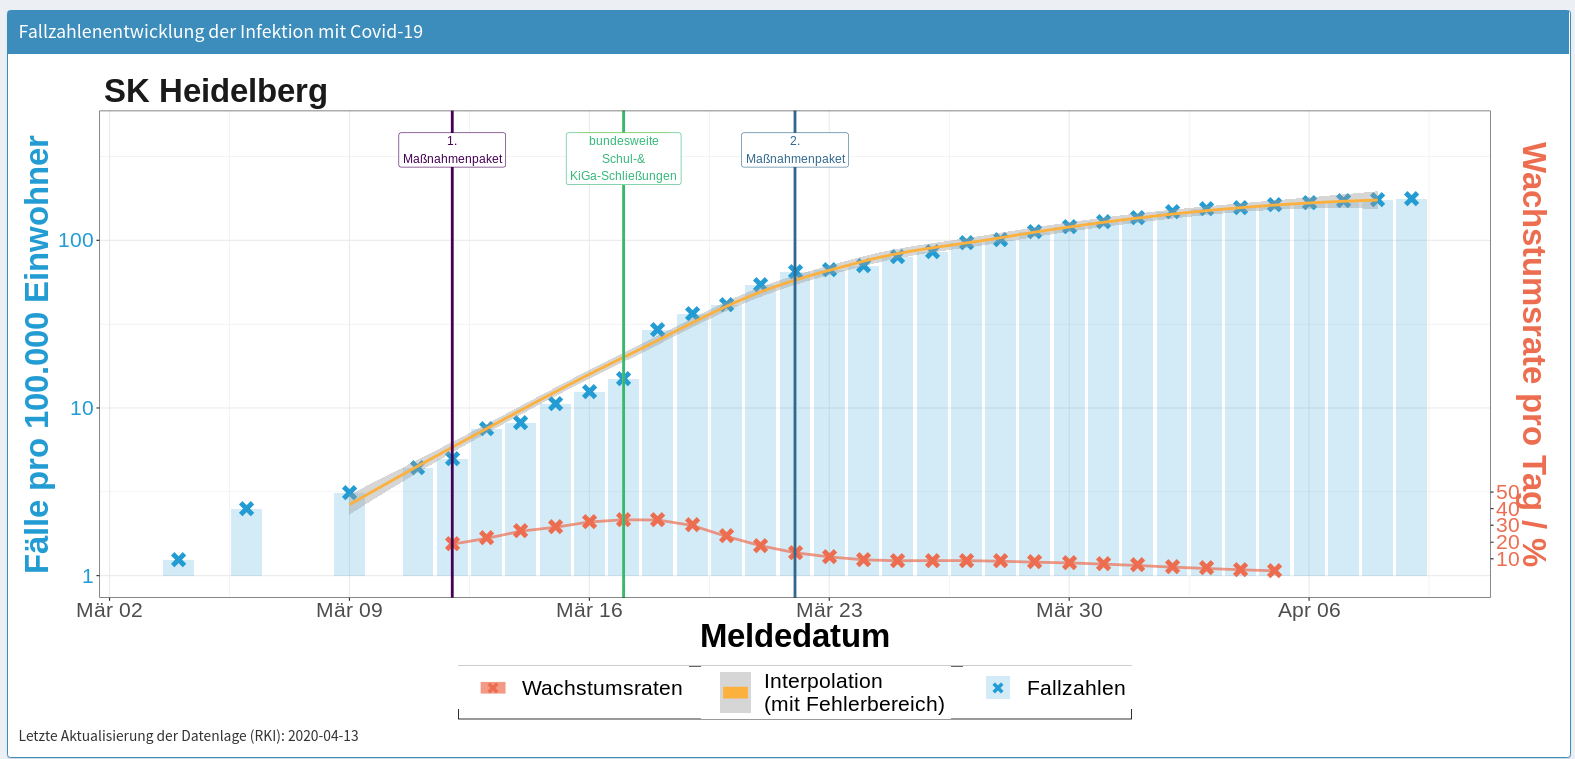 Fallzahlenentwicklung der Infektion mit Covid-19
SK Heidelberg
Fälle pro 100.000 Einwohner
Wachstumsrate pro Tag / %
1.
Maßnahmenpaket
bundesweite
Schul-&
KiGa-Schließungen
2.
Maßnahmenpaket
100
10
1
50
40
30
20
10
Mär 02
Mär 09
Mär 16
Mär 23
Mär 30
Apr 06
Meldedatum
Wachstumsraten
Interpolation
(mit Fehlerbereich)
Fallzahlen
Letzte Aktualisierung der Datenlage (RKI): 2020-04-13